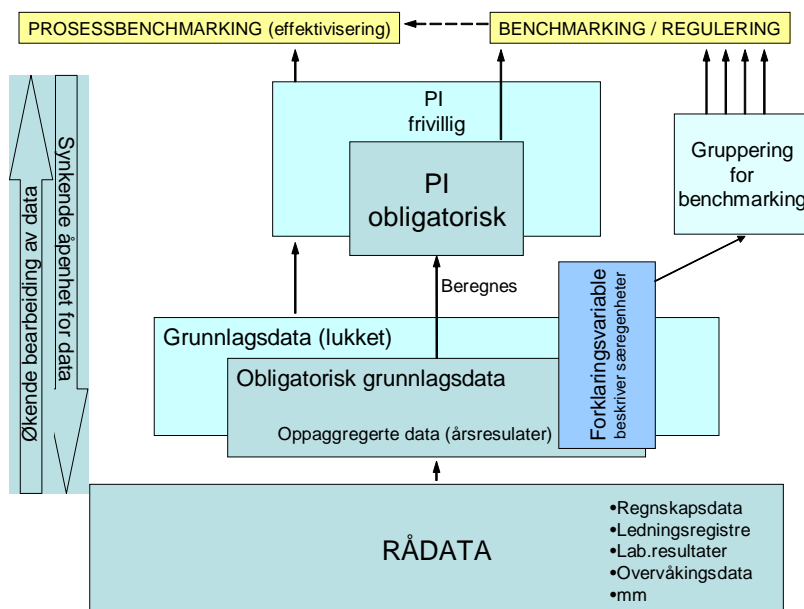 PROSESSBENCHMARKING (effektivisering)
BENCHMARKING / REGULERING
Økende bearbeiding av data
Synkende åpenhet for data
PI
frivillig
PI
obligatorisk
Gruppering
for
benchmarking
Beregnes
Grunnlagsdata (lukket)
Obligatorisk grunnlagsdata
Oppaggregerte data (årsresulater)
Forklaringsvariable
beskriver særegenheter
RÅDATA
•Regnskapsdata
•Ledningsregistre
•Lab.resultater
•Overvåkingsdata
•mm